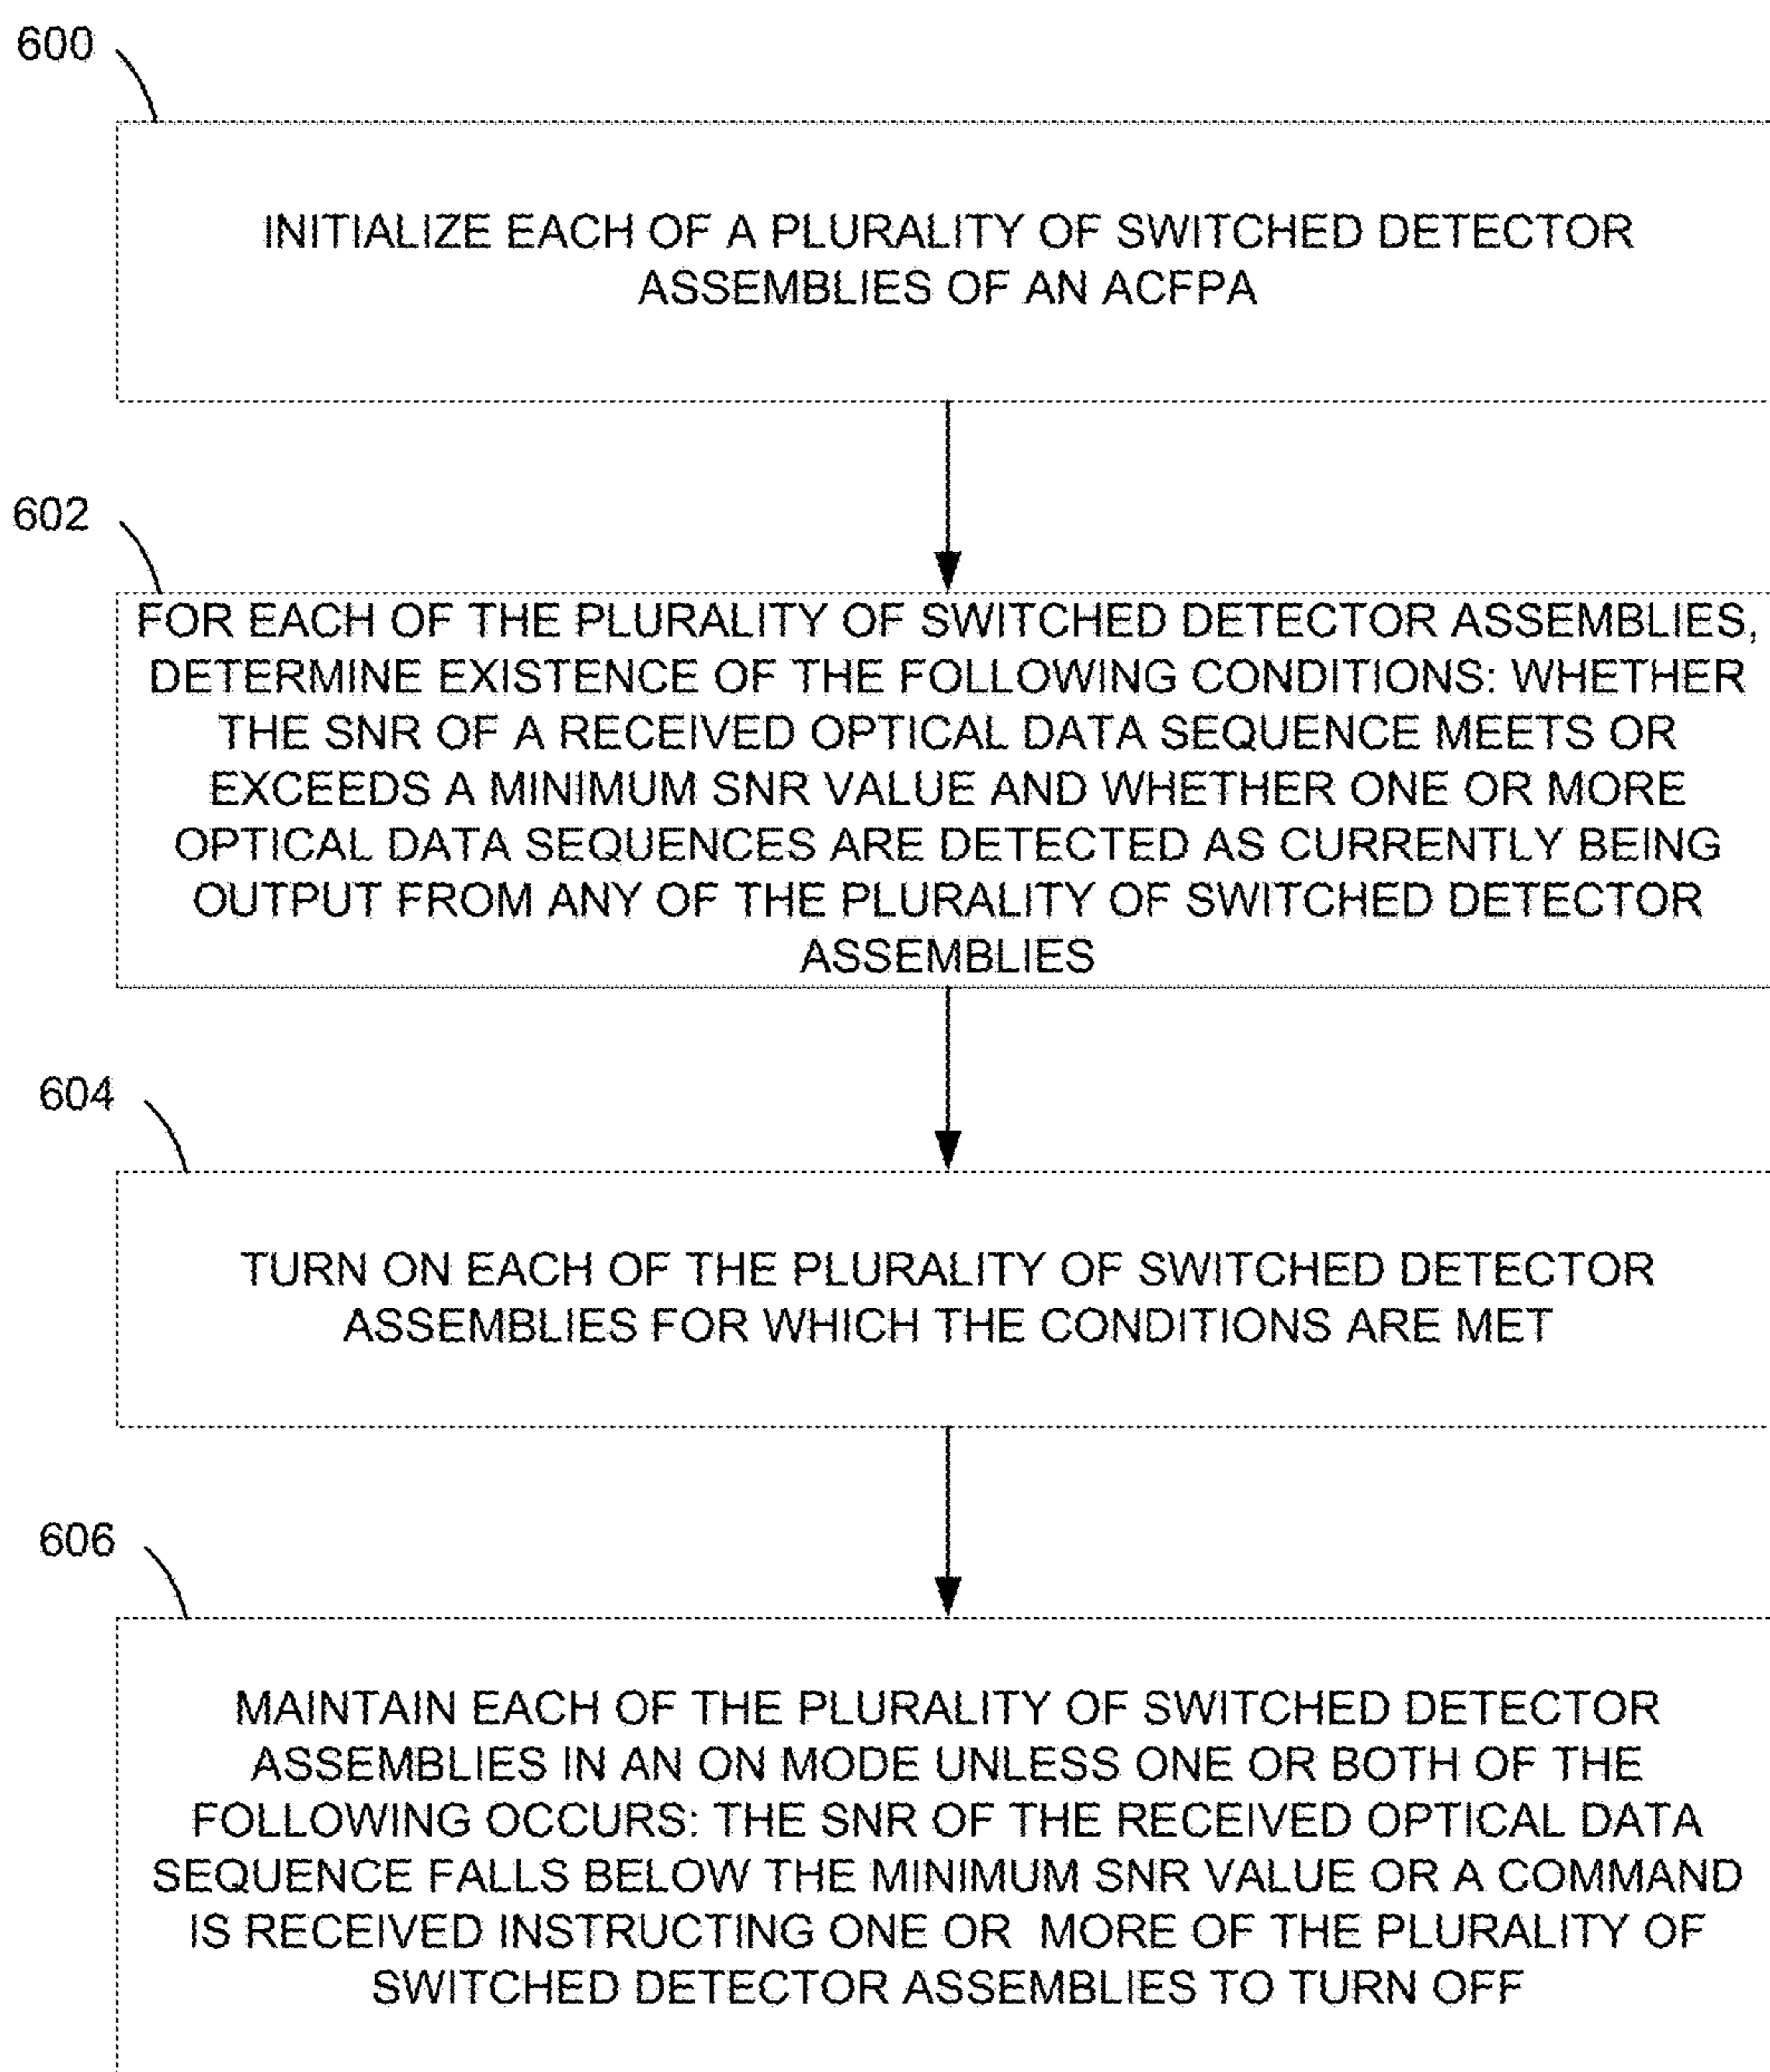 600
INITIALIZE EACH OF A PLURALITY OF SWITCHED DETECTOR
ASSEMBLIES OF AN ACFPA
602
FOR EACH OF THE PLURALITY OF SWITCHED DETECTOR ASSEMBLIES,
DETERMINE EXISTENCE OF THE FOLLOWING CONDITIONS: WHETHER
THE SNR OF A RECEIVED OPTICAL DATA SEQUENCE MEETS OR
EXCEEDS A MINIMUM SNR VALUE AND WHETHER ONE OR MORE
OPTICAL DATA SEQUENCES ARE DETECTED AS CURRENTLY BEING
OUTPUT FROM ANY OF THE PLURALITY OF SWITCHED DETECTOR
ASSEMBLIES
604
TURN ON EACH OF THE PLURALITY OF SWITCHED DETECTOR
ASSEMBLIES FOR WHICH THE CONDITIONS ARE MET
606
MAINTAIN EACH OF THE PLURALITY OF SWITCHED DETECTOR
ASSEMBLIES IN AN ON MODE UNLESS ONE OR BOTH OF THE
FOLLOWING OCCURS: THE SNR OF THE RECEIVED OPTICAL DATA
SEQUENCE FALLS BELOW THE MINIMUM SNR VALUE OR A COMMAND
IS RECEIVED INSTRUCTING ONE OR MORE OF THE PLURALITY OF
SWITCHED DETECTOR ASSEMBLIES TO TURN OFF